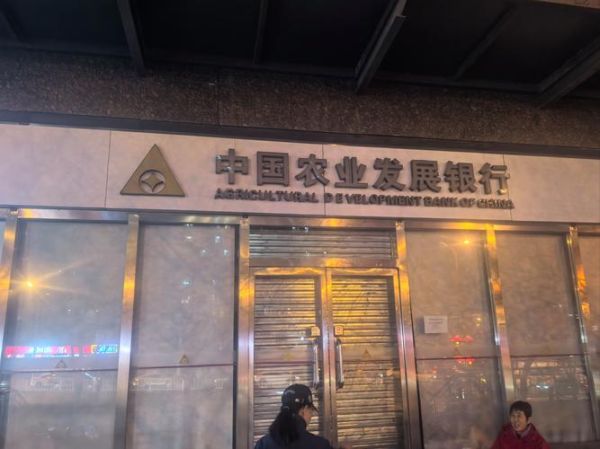 中国农业发展银行
AGRICULTURAL DEVELOPMENT BANK OF CHINA